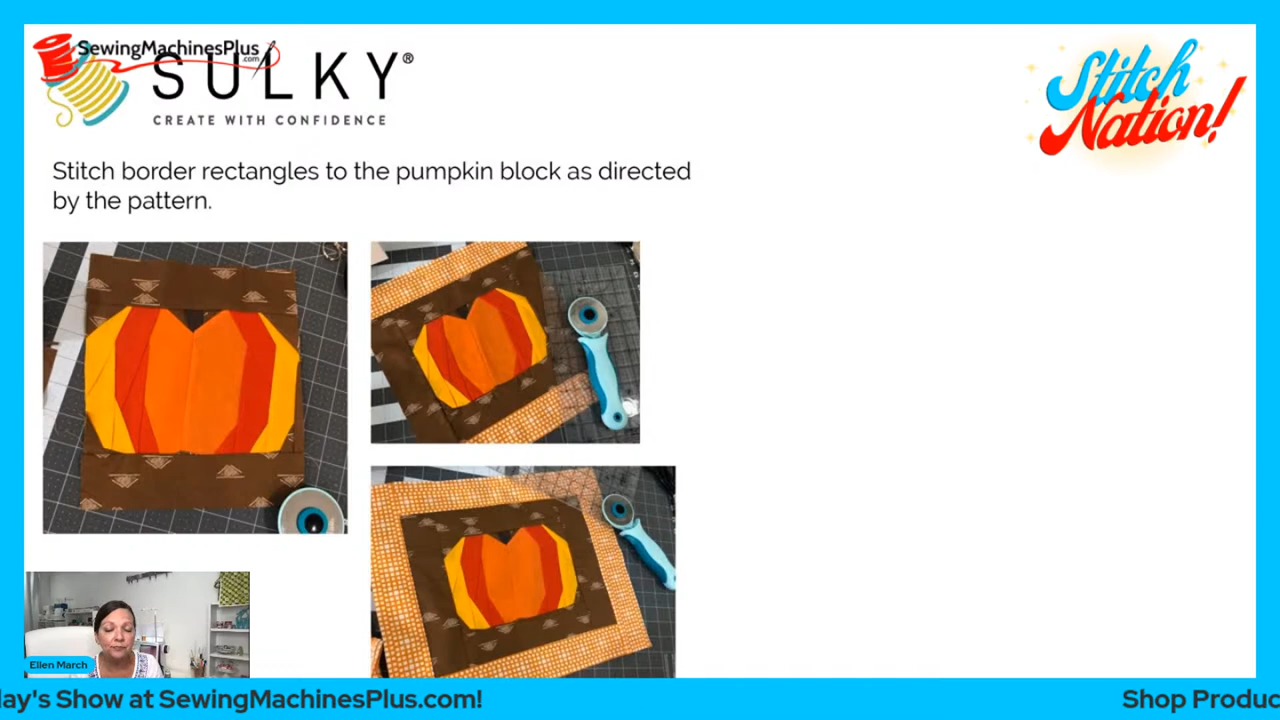 SewingMachinesPlus
.com
SULKY®
CREATE WITH CONFIDENCE
Stitch
Nation!
Stitch border rectangles to the pumpkin block as directed
by the pattern.
Ellen March
lay's Show at SewingMachinesPlus.com!
Shop Produc